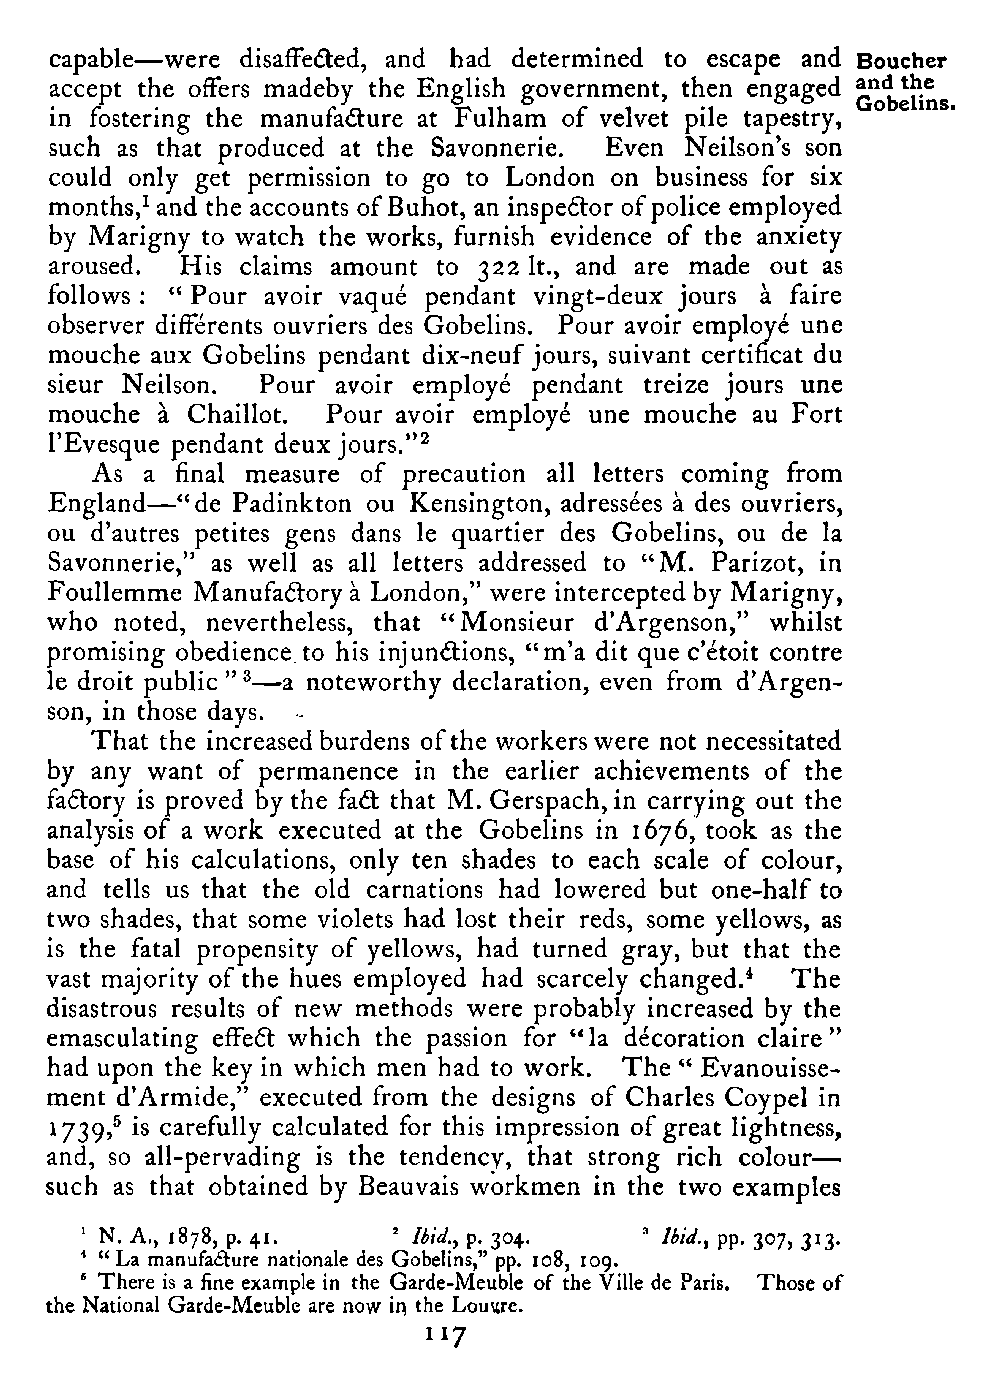 capable—were disaffected, and had determined to escape and
accept the offers madeby the English government, then engaged
in fostering the manufacture at Fulham of velvet pile tapestry,
such as that produced at the Savonnerie. Even Neilson's son
could only get permission to go to London on business for six
months,¹ and the accounts of Buhot, an inspector of police employed
by Marigny to watch the works, furnish evidence of the anxiety
aroused. His claims amount to 322 lt., and are made out as
follows : “ Pour avoir vaqué pendant vingt-deux jours à faire
observer différents ouvriers des Gobelins. Pour avoir employé une
mouche aux Gobelins pendant dix-neuf jours, suivant certificat du
sieur Neilson. Pour avoir employé pendant treize jours une
mouche à Chaillot. Pour avoir employé une mouche au Fort
l'Evesque pendant deux jours.”²
As a final measure of precaution all letters coming from
England—“de Padinkton ou Kensington, adressées à des ouvriers,
ou d'autres petites gens dans le quartier des Gobelins, ou de la
Savonnerie,” as well as all letters addressed to “M. Parizot, in
Foullemme Manufactory à London,” were intercepted by Marigny,
who noted, nevertheless, that “Monsieur d'Argenson,” whilst
promising obedience to his injunctions, “m'a dit que c'étoit contre
le droit public ” ³—a noteworthy declaration, even from d'Argen-
son, in those days.
That the increased burdens of the workers were not necessitated
by any want of permanence in the earlier achievements of the
factory is proved by the fact that M. Gerspach, in carrying out the
analysis of a work executed at the Gobelins in 1676, took as the
base of his calculations, only ten shades to each scale of colour,
and tells us that the old carnations had lowered but one-half to
two shades, that some violets had lost their reds, some yellows, as
is the fatal propensity of yellows, had turned gray, but that the
vast majority of the hues employed had scarcely changed.⁴ The
disastrous results of new methods were probably increased by the
emasculating effect which the passion for “la décoration claire”
had upon the key in which men had to work. The “ Evanouisse-
ment d'Armide,” executed from the designs of Charles Coypel in
1739,⁵ is carefully calculated for this impression of great lightness,
and, so all-pervading is the tendency, that strong rich colour—
such as that obtained by Beauvais workmen in the two examples
Boucher
and the
Gobelins.
¹ N. A., 1878, p. 41. ² Ibid., p. 304. ³ Ibid., pp. 307, 313.
⁴ “La manufacture nationale des Gobelins,” pp. 108, 109.
⁵ There is a fine example in the Garde-Meuble of the Ville de Paris. Those of
the National Garde-Meuble are now in the Louvre.
117